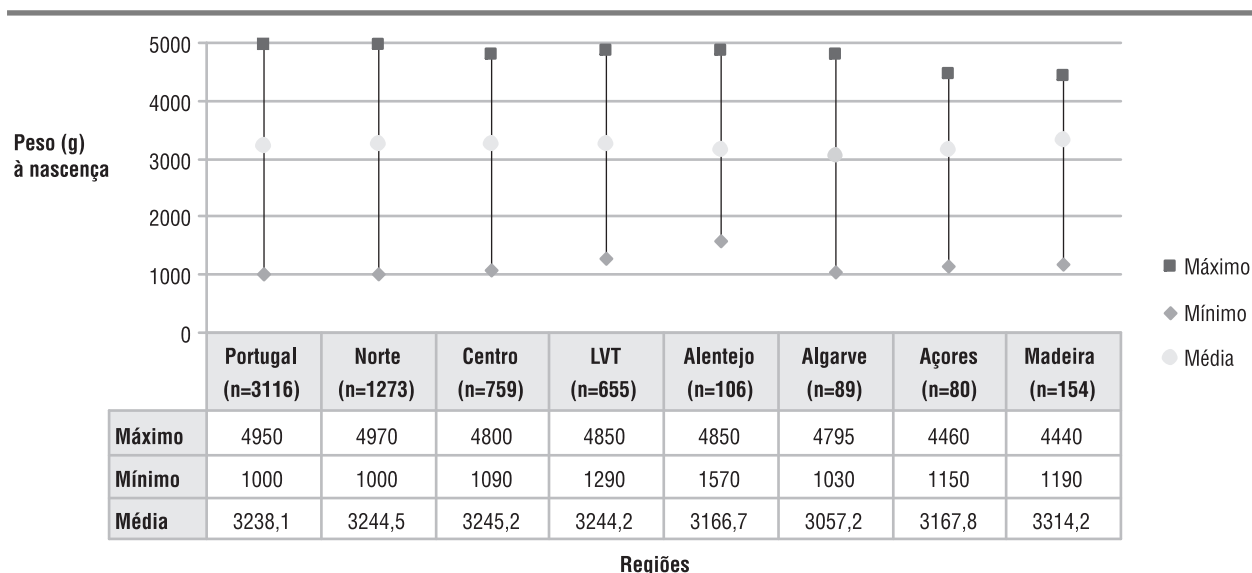 5000
4000
Peso (g)
à nascença
3000
2000
1000
0
Máximo
Mínimo
Média
Portugal Norte Centro LVT Alentejo Algarve Açores Madeira
(n=3116) (n=1273) (n=759) (n=655) (n=106) (n=89) (n=80) (n=154)
Máximo 4950 4970 4800 4850 4850 4795 4460 4440
Mínimo 1000 1000 1090 1290 1570 1030 1150 1190
Média 3238,1 3244,5 3245,2 3244,2 3166,7 3057,2 3167,8 3314,2
Regiões